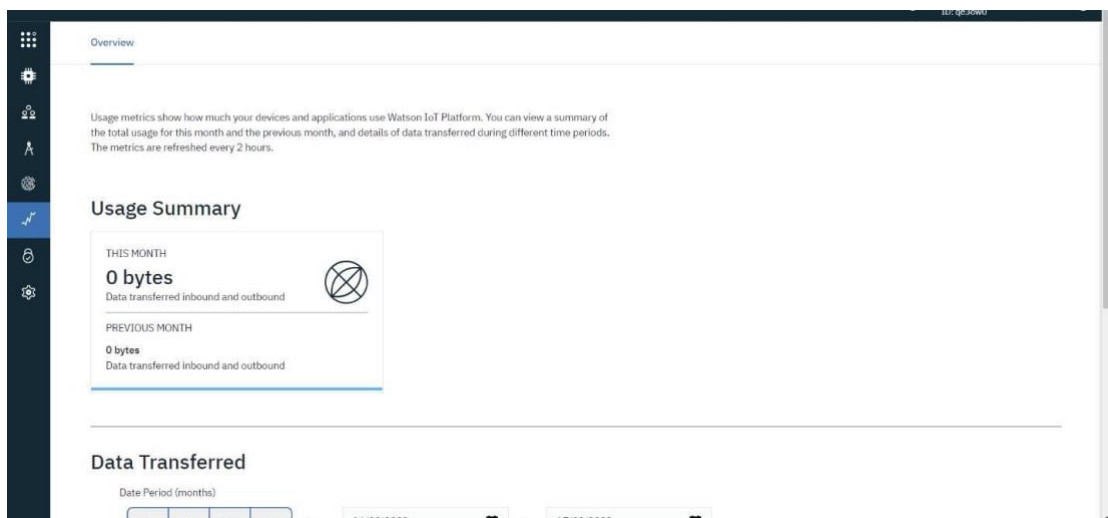 Overview
Usage metrics show how much your devices and applications use Watson IoT Platform. You can view a summary of
the total usage for this month and the previous month, and details of data transferred during different time periods.
The metrics are refreshed every 2 hours.
Usage Summary
THIS MONTH
0 bytes
Data transferred inbound and outbound
PREVIOUS MONTH
0 bytes
Data transferred inbound and outbound
Data Transferred
Date Period (months)